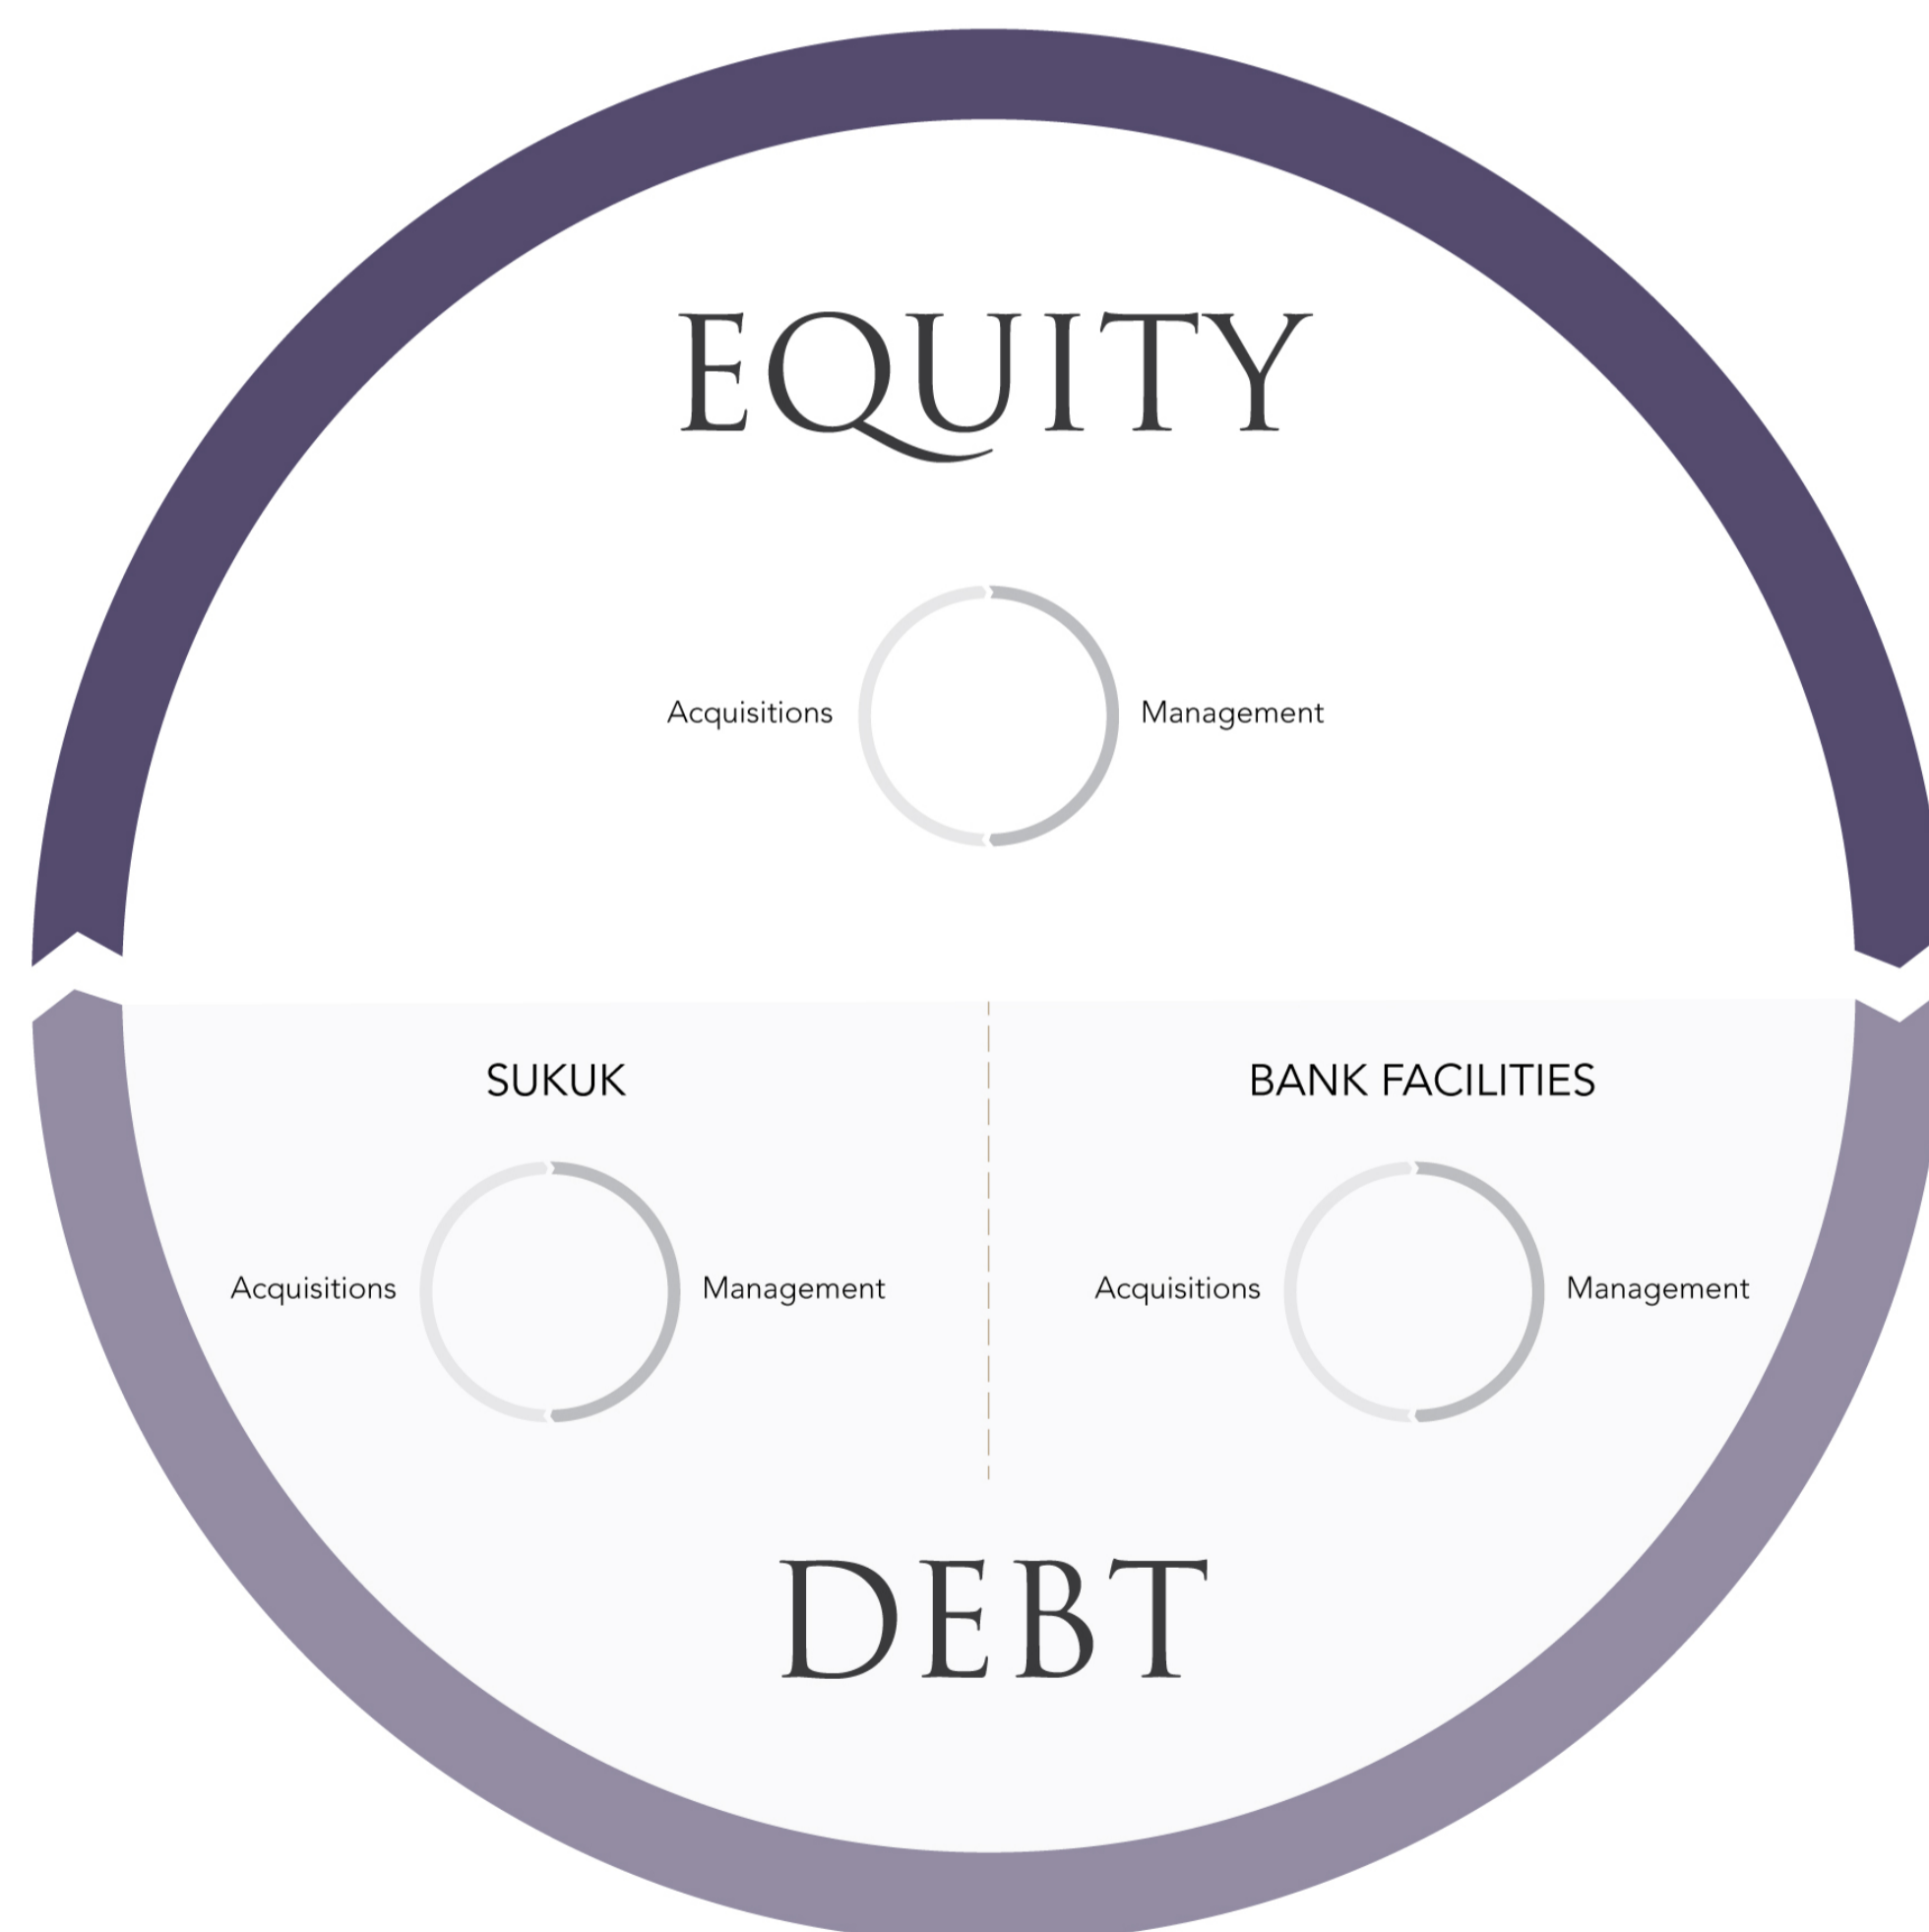 EQUITY
Acquisitions Management
SUKUK BANK FACILITIES
Acquisitions Management Acquisitions Management
DEBT